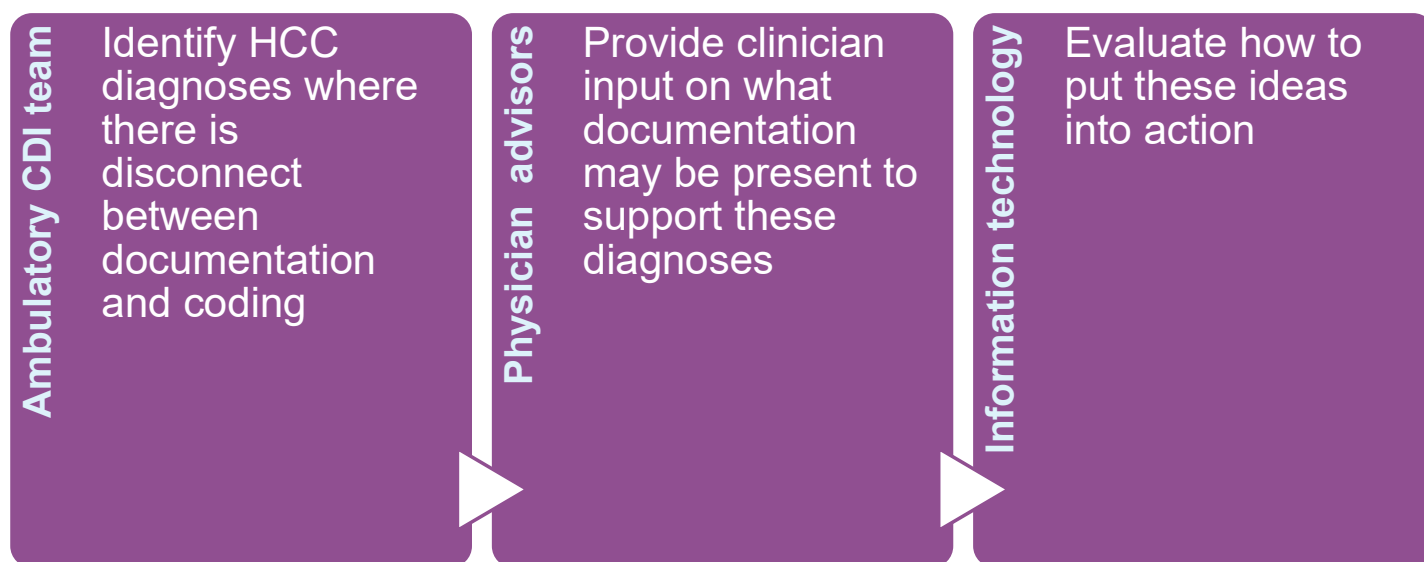 Ambulatory CDI team
Identify HCC
diagnoses where
there is
disconnect
between
documentation
and coding
Physician advisors
Provide clinician
input on what
documentation
may be present to
support these
diagnoses
Information technology
Evaluate how to
put these ideas
into action